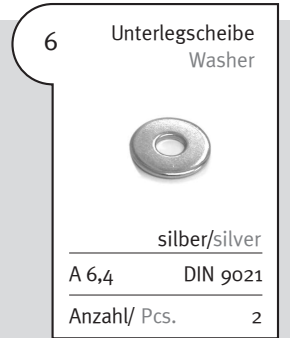 6
Unterlegscheibe
Washer
silber/silver
A 6,4 DIN 9021
Anzahl/ Pcs. 2